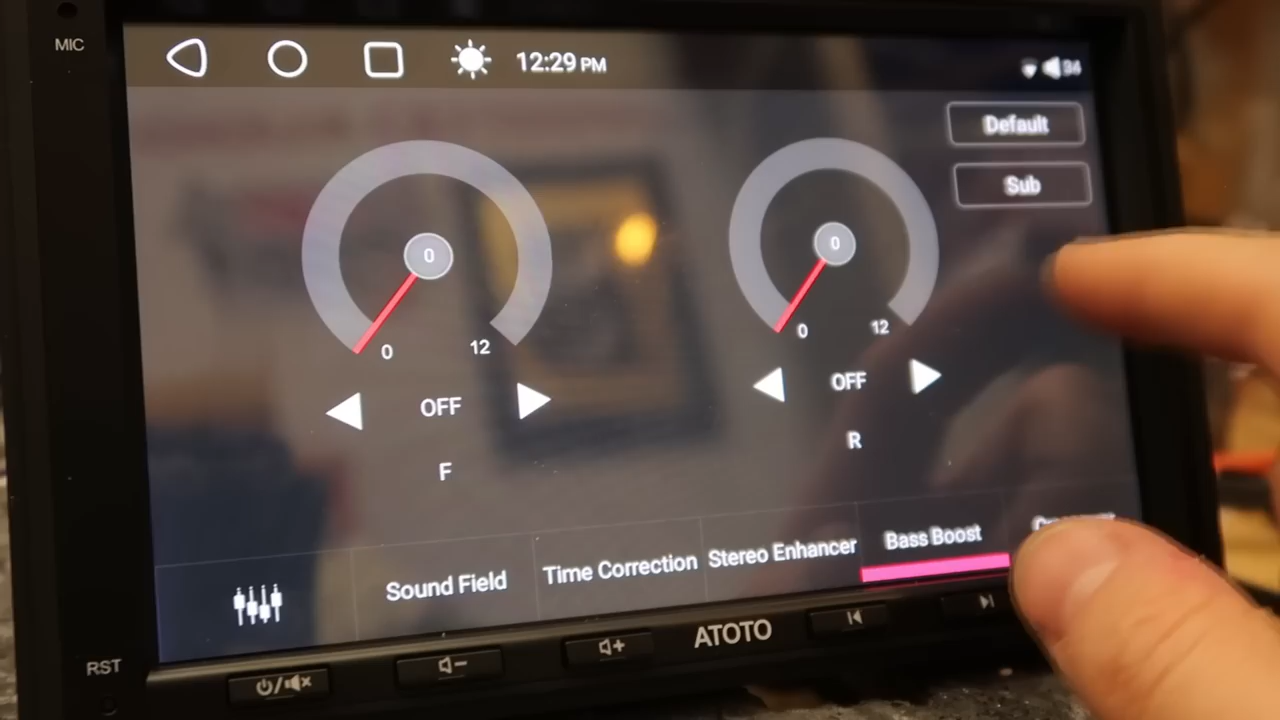 MIC
12:29 PM
34
Default
Sub
0
0 12
OFF
F
0
0 12
OFF
R
Sound Field
Time Correction
Stereo Enhancer
Bass Boost
RST
ATOTO